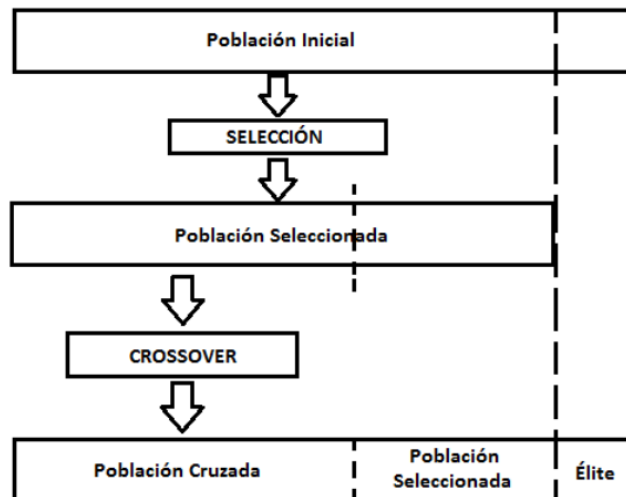 Población Inicial
SELECCIÓN
Población Seleccionada
CROSSOVER
Población Cruzada
Población
Seleccionada
Élite